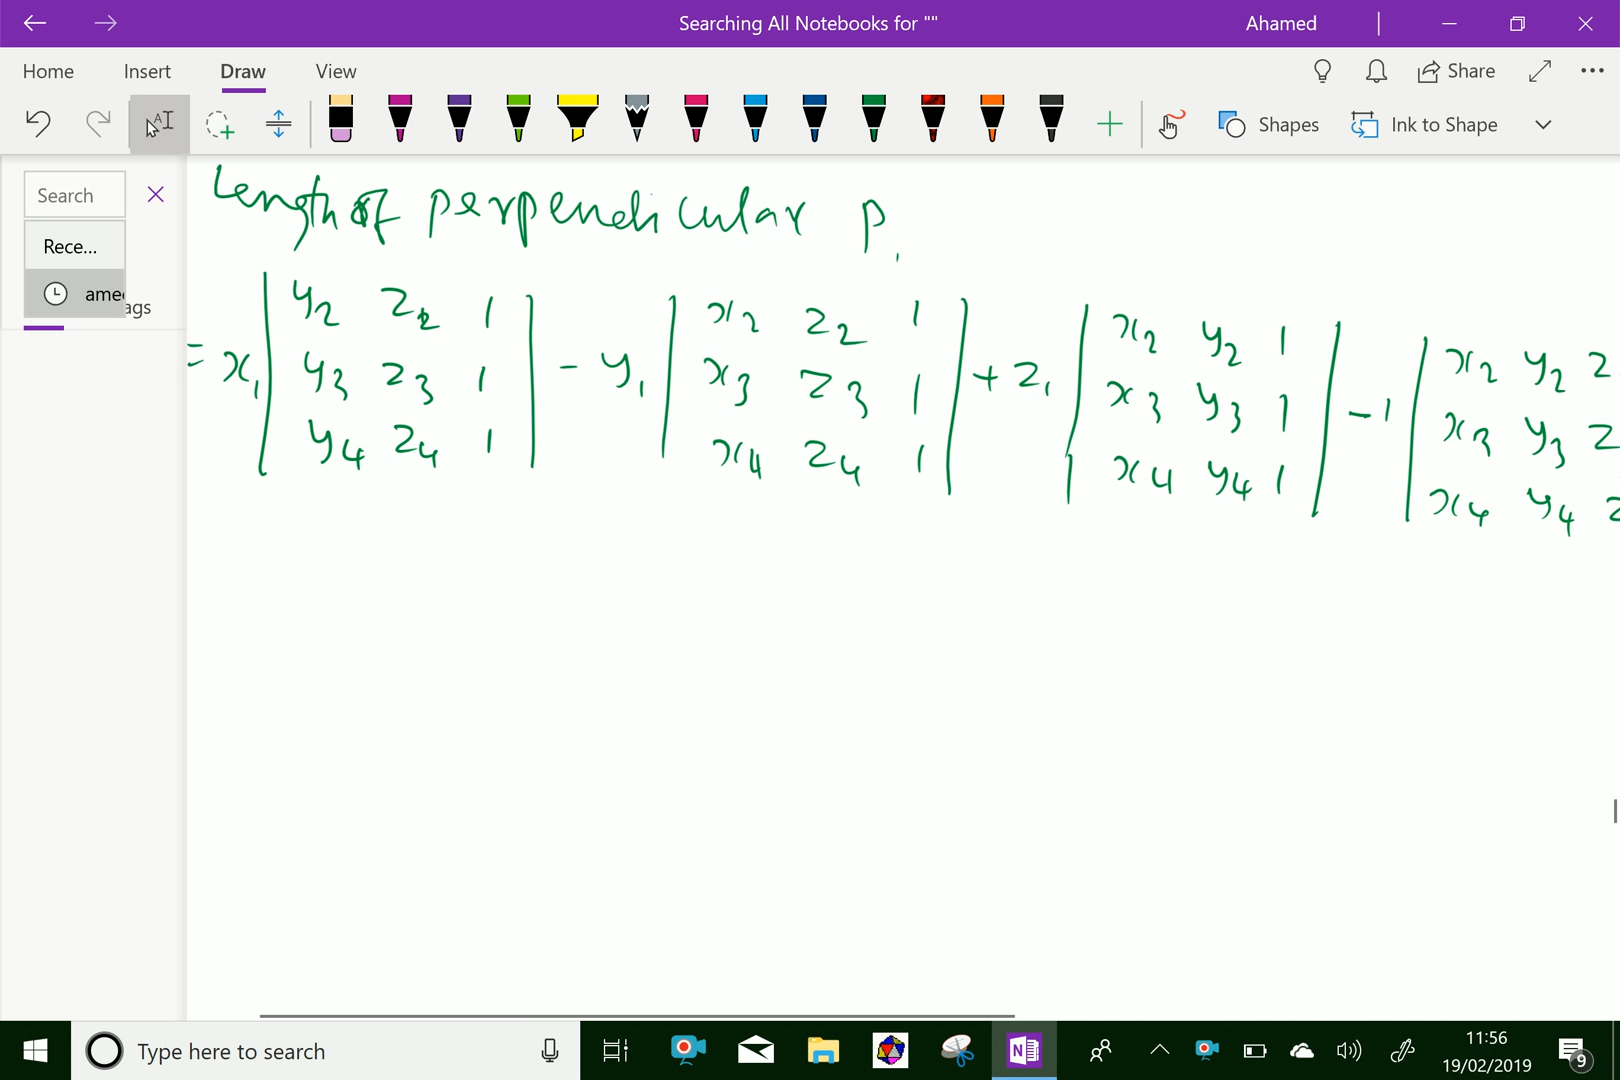 Searching All Notebooks for ""
Ahamed
Home Insert Draw View
Share
Shapes
Ink to Shape
Search
Rece...
ame
ags
Length of perpendicular p,
= x₁ | y₂ z₂ 1 | - y₁ | x₂ z₂ 1 | + z₁ | x₂ y₂ 1 | - 1 | x₂ y₂ z
| y₃ z₃ 1 | | x₃ z₃ 1 | | x₃ y₃ 1 | | x₃ y₃ z
| y₄ z₄ 1 | | x₄ z₄ 1 | | x₄ y₄ 1 | | x₄ y₄ z
Type here to search
11:56
19/02/2019
9